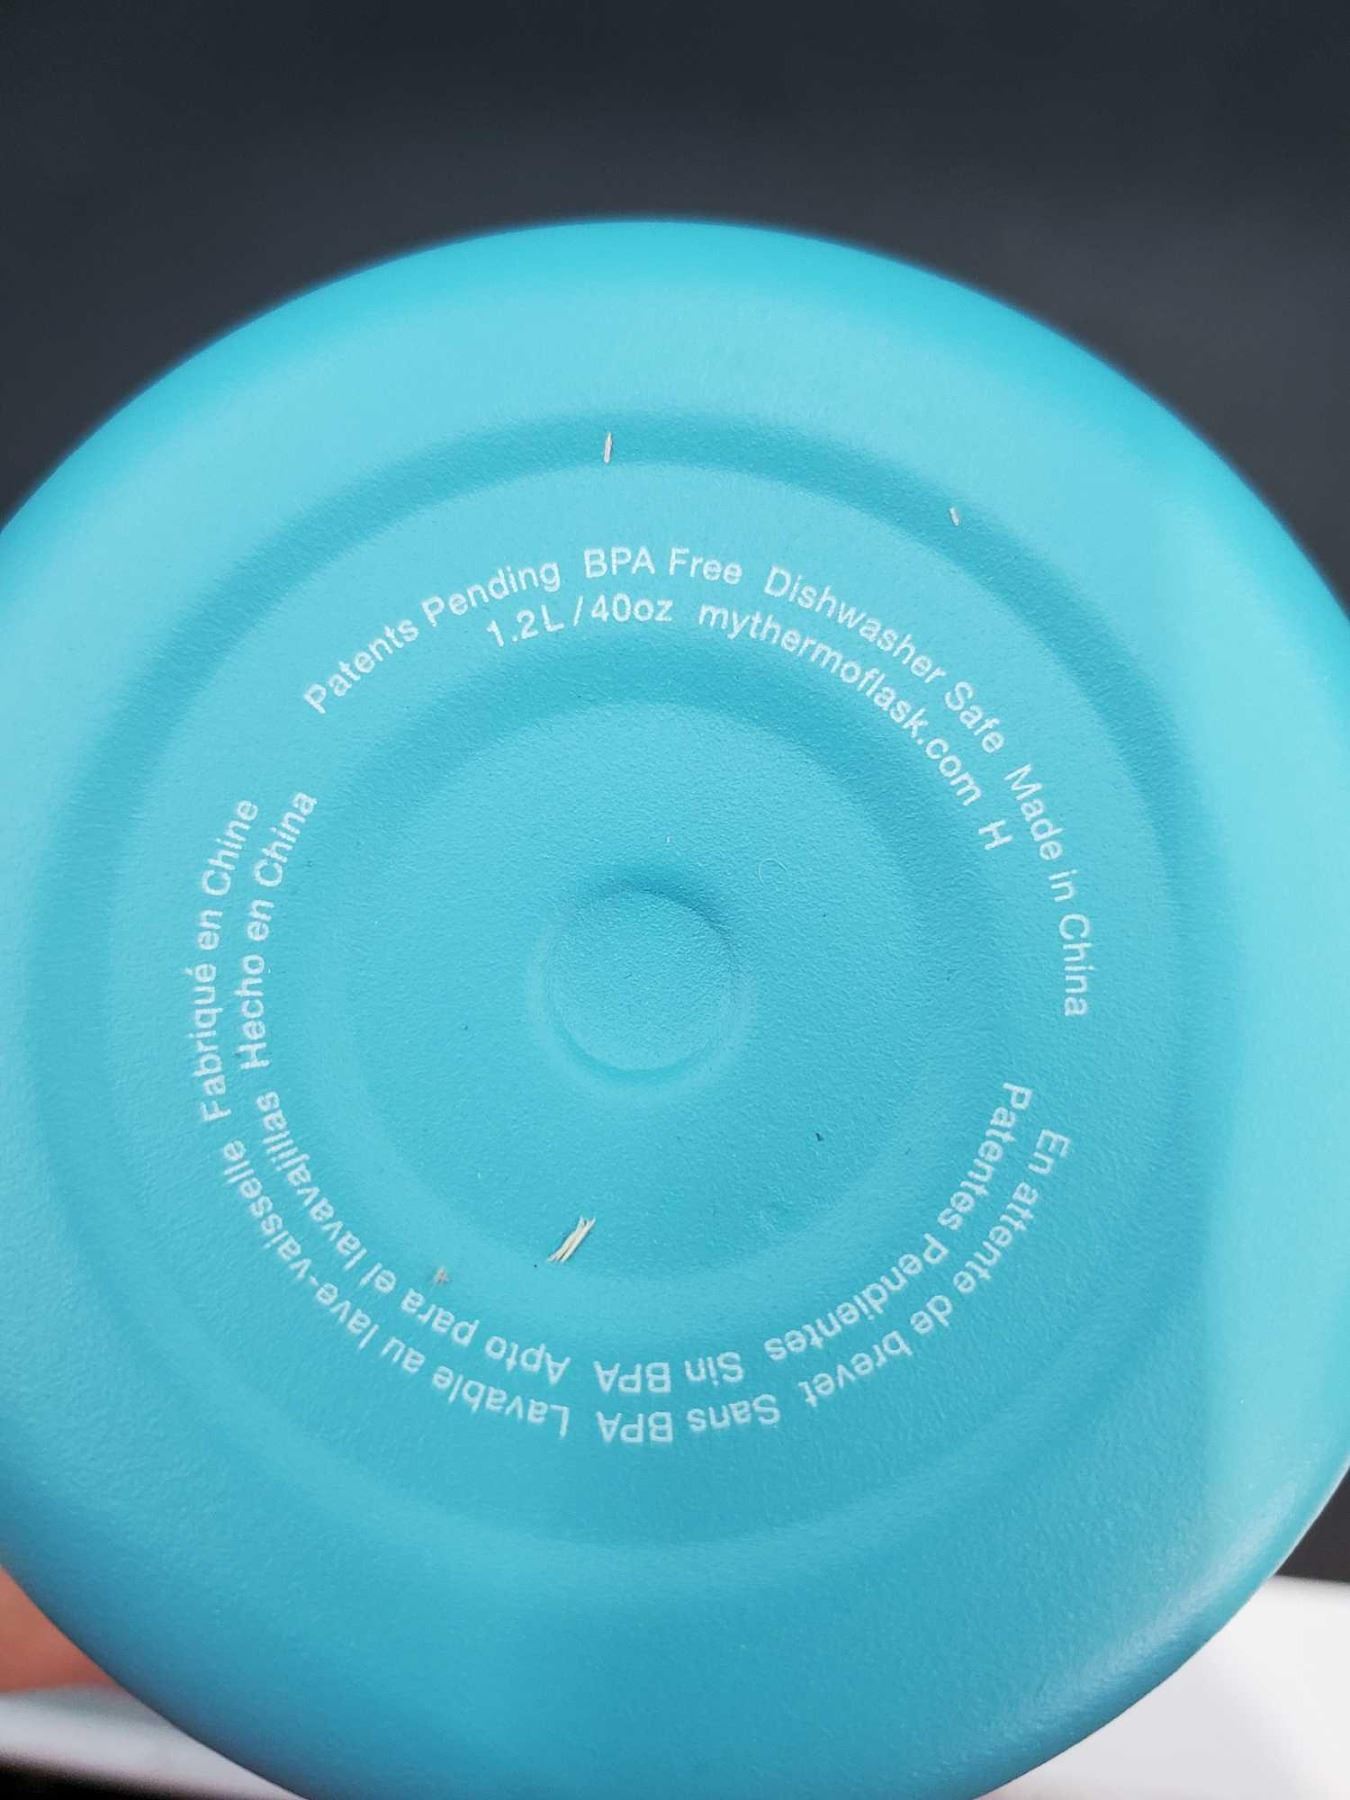 Patents Pending BPA Free Dishwasher Safe Made in China
1.2L/40oz mythermoflask.com H
En attente de brevet Sans BPA Lavable au lave-vaisselle Fabriqué en Chine
Patentes Pendientes Sin BPA Apto para el lavavajillas Hecho en China